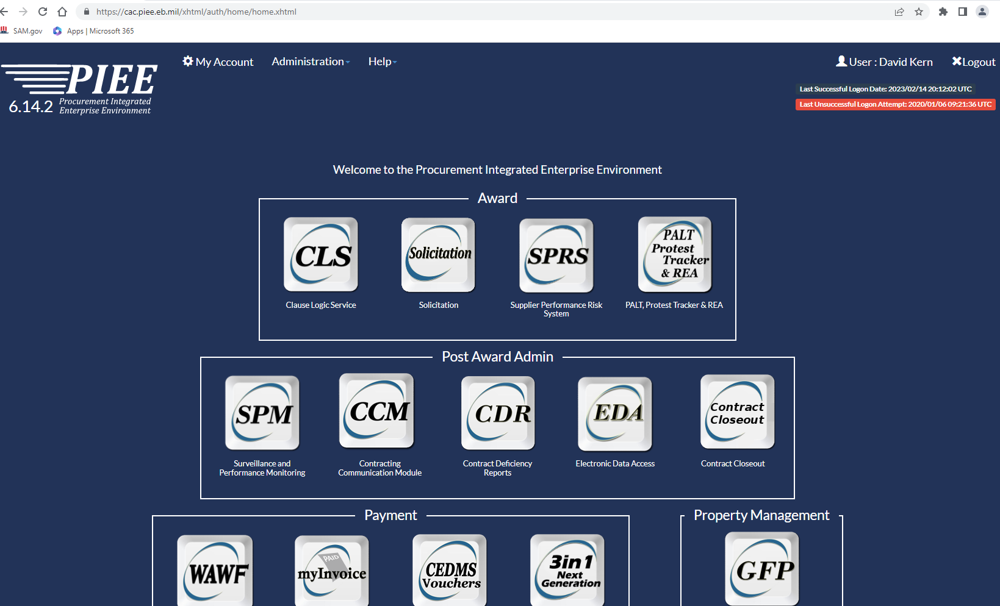 https://cac.piee.eb.mil/xhtml/auth/home/home.xhtml
SAM.gov
Apps | Microsoft 365
PIEE
6.14.2
Procurement Integrated
Enterprise Environment
My Account
Administration
Help
User : David Kern
Logout
Last Successful Logon Date: 2023/02/14 20:12:02 UTC
Last Unsuccessful Logon Attempt: 2020/01/06 09:21:36 UTC
Welcome to the Procurement Integrated Enterprise Environment
Award
CLS
Clause Logic Service
Solicitation
Solicitation
SPRS
Supplier Performance Risk
System
PALT
Protest
Tracker
& REA
PALT, Protest Tracker & REA
Post Award Admin
SPM
Surveillance and
Performance Monitoring
CCM
Contracting
Communication Module
CDR
Contract Deficiency
Reports
EDA
Electronic Data Access
Contract
Closeout
Contract Closeout
Payment
WAWF
PAID
myInvoice
CEDMS
Vouchers
3in1
Next
Generation
Property Management
GFP